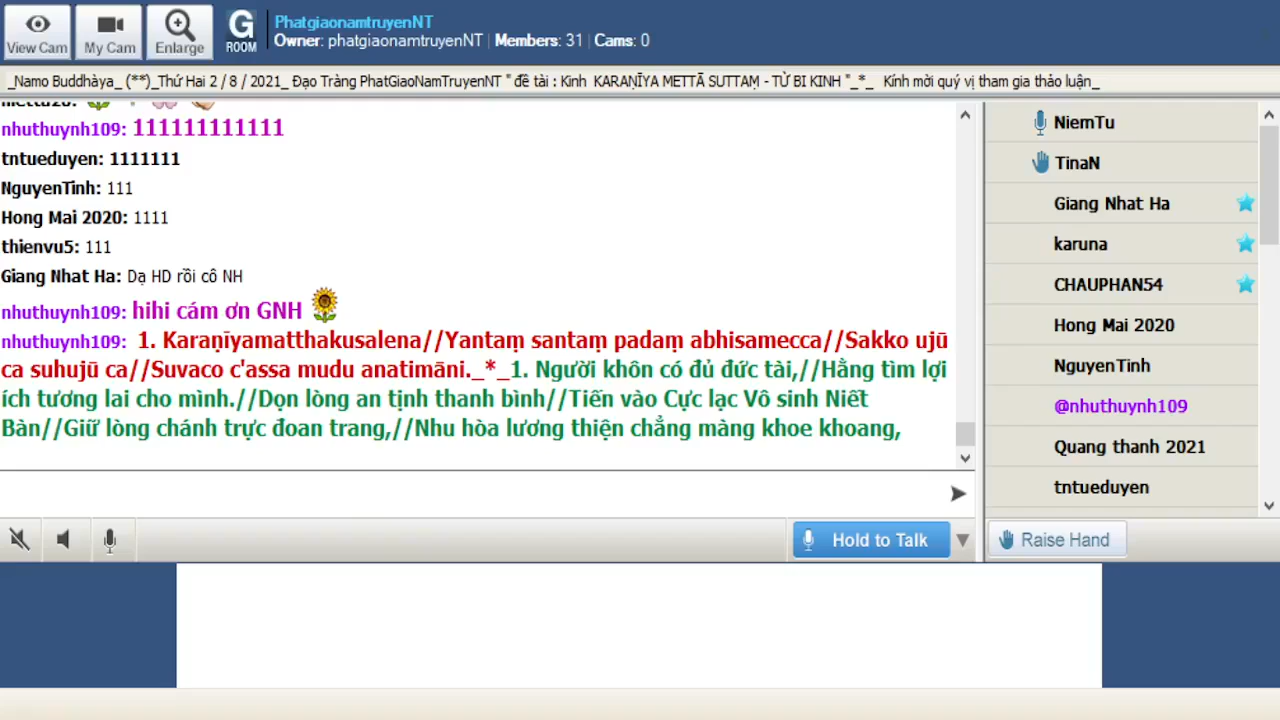 View Cam
My Cam
Enlarge
G ROOM
PhatgiaonamtruyenNT
Owner: phatgiaonamtruyenNT | Members: 31 | Cams: 0
_Namo Buddhàya_ (**)_Thứ Hai 2 / 8 / 2021_ Đạo Tràng PhatGiaoNamTruyenNT " đề tài : Kinh KARAṆĪYA METTĀ SUTTAṂ - TỪ BI KINH "_*_ Kính mời quý vị tham gia thảo luận_
nhuthuynh109: 111111111111
tntueduyen: 1111111
NguyenTinh: 111
Hong Mai 2020: 1111
thienvu5: 111
Giang Nhat Ha: Dạ HD rồi cô NH
nhuthuynh109: hihi cám ơn GNH
nhuthuynh109: 1. Karaṇīyamatthakusalena//Yantaṃ santaṃ padaṃ abhisamecca//Sakko ujū
ca suhujū ca//Suvaco c'assa mudu anatimāni._*_1. Người khôn có đủ đức tài,//Hằng tìm lợi
ích tương lai cho mình.//Dọn lòng an tịnh thanh bình//Tiến vào Cực lạc Vô sinh Niết
Bàn//Giữ lòng chánh trực đoan trang,//Nhu hòa lương thiện chẳng màng khoe khoang,
NiemTu
TinaN
Giang Nhat Ha
karuna
CHAUPHAN54
Hong Mai 2020
NguyenTinh
@nhuthuynh109
Quang thanh 2021
tntueduyen
Hold to Talk
Raise Hand